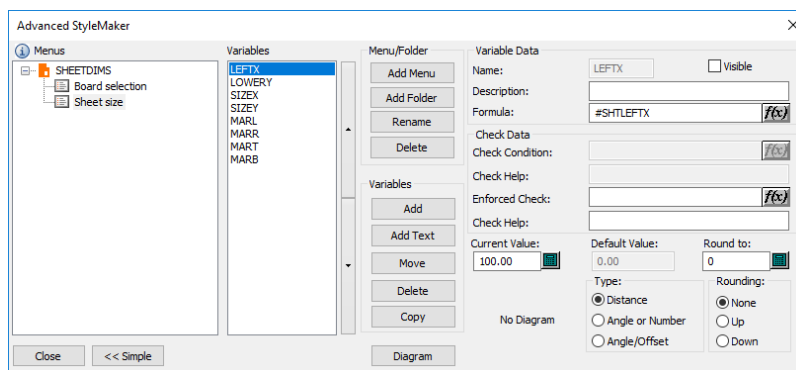 Advanced StyleMaker
Menus
SHEETDIMS
Board selection
Sheet size
Variables
LEFTX
LOWERY
SIZEX
SIZEY
MARL
MARR
MART
MARB
Menu/Folder
Add Menu
Add Folder
Rename
Delete
Variables
Add
Add Text
Move
Delete
Copy
Diagram
Variable Data
Name: LEFTX Visible
Description:
Formula: #SHTLEFTX f(x)
Check Data
Check Condition: f(x)
Check Help:
Enforced Check: f(x)
Check Help:
Current Value: Default Value: Round to:
100.00 0.00 0
No Diagram
Type:
Distance
Angle or Number
Angle/Offset
Rounding:
None
Up
Down
Close << Simple